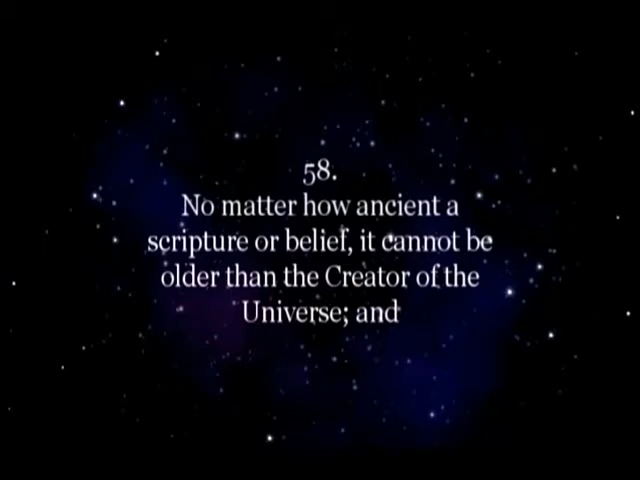 58.
No matter how ancient a
scripture or belief, it cannot be
older than the Creator of the
Universe; and